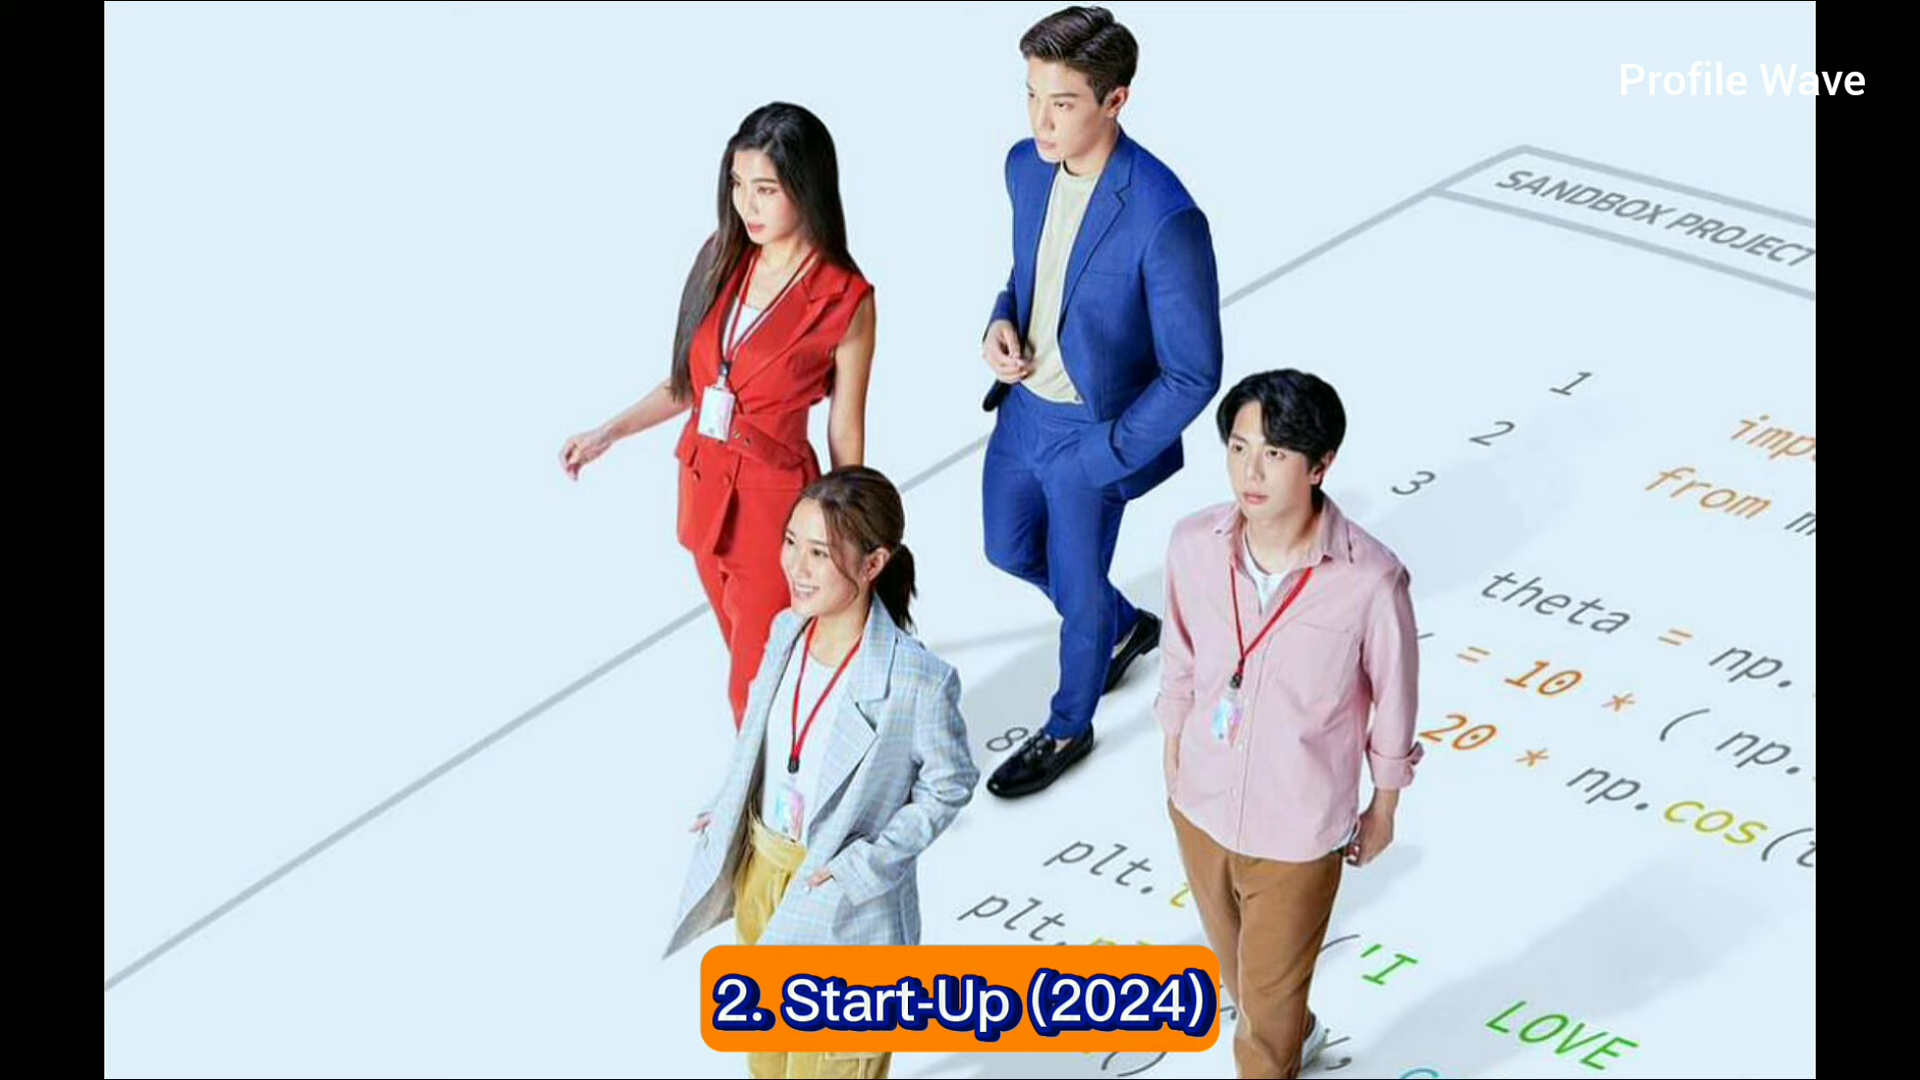 Profile Wave
SANDBOX PROJECT
1
2
3
from
theta = np.
= 10 * ( np.
20 * np.cos(
8
plt.
plt.
'I LOVE
2. Start-Up (2024)